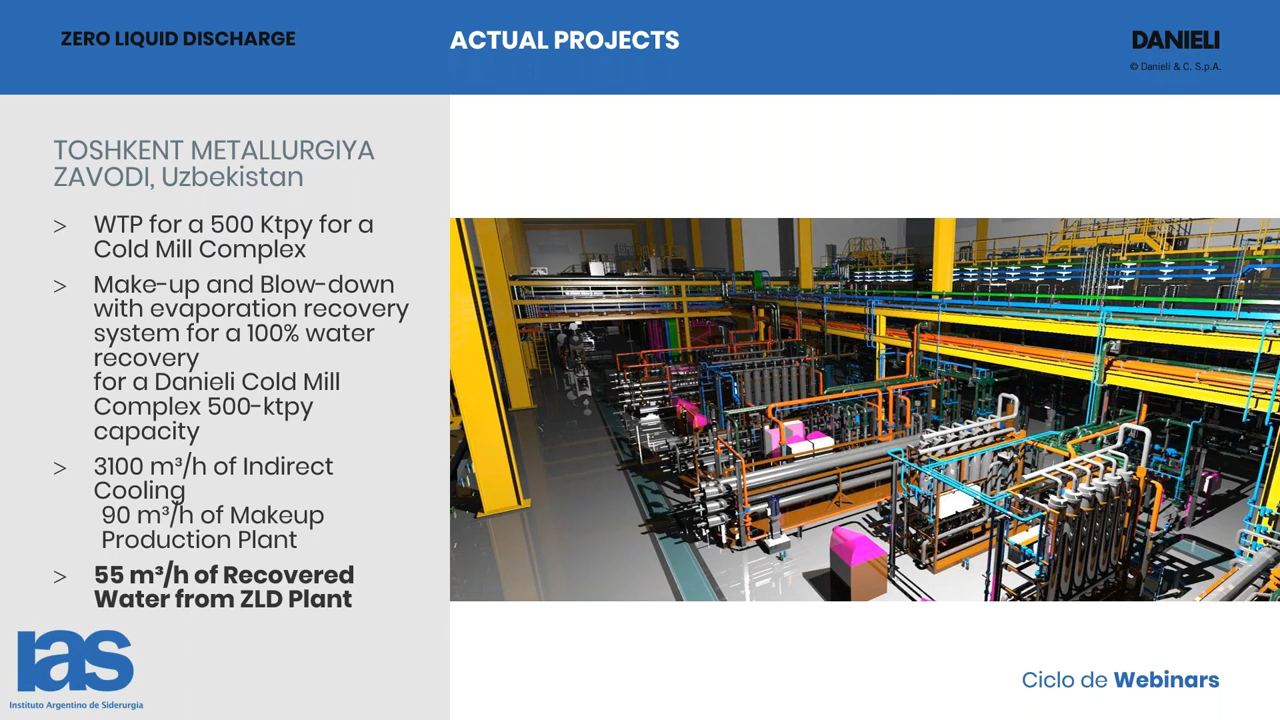 ZERO LIQUID DISCHARGE
ACTUAL PROJECTS
DANIELI
© Danieli & C. S.p.A.
TOSHKENT METALLURGIYA
ZAVODI, Uzbekistan
> WTP for a 500 Ktpy for a
Cold Mill Complex
> Make-up and Blow-down
with evaporation recovery
system for a 100% water
recovery
for a Danieli Cold Mill
Complex 500-ktpy
capacity
> 3100 m³/h of Indirect
Cooling
90 m³/h of Makeup
Production Plant
> 55 m³/h of Recovered
Water from ZLD Plant
ias
Instituto Argentino de Siderurgia
Ciclo de Webinars